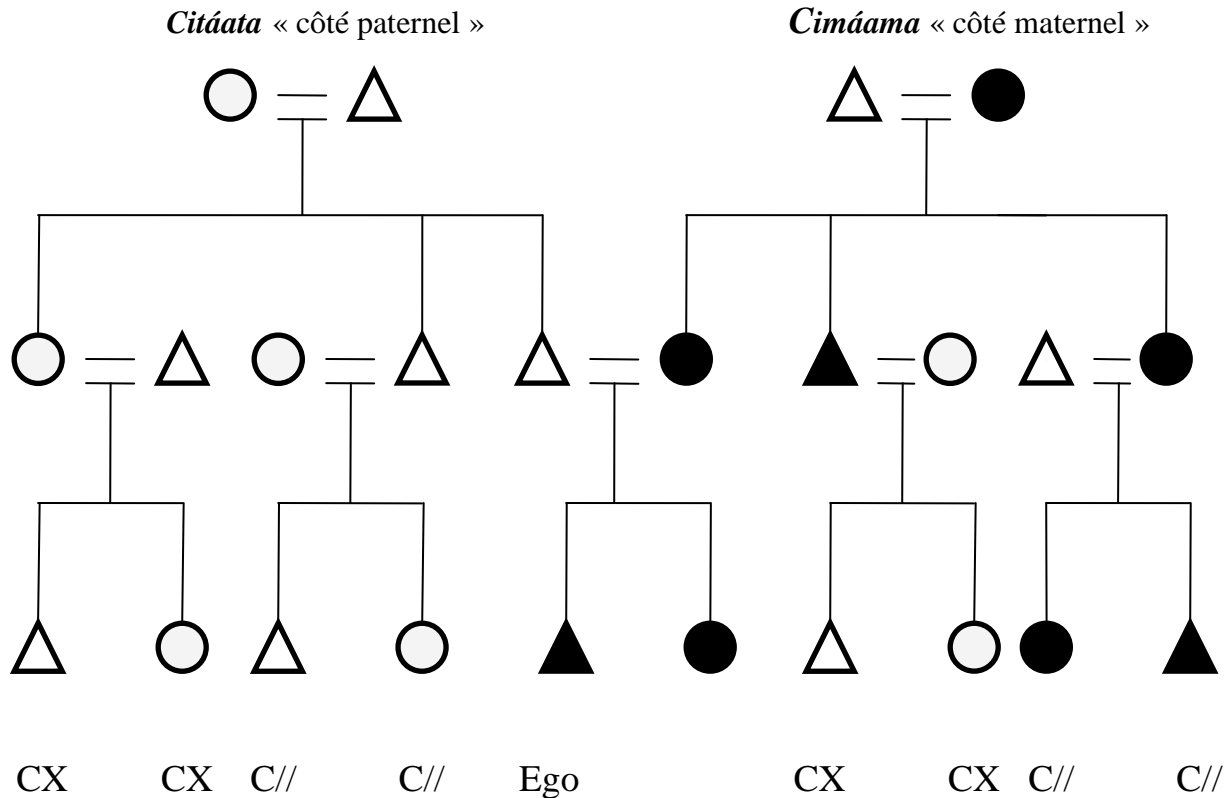 Citáata « côté paternel » Cimáama « côté maternel »
CX CX C// C// Ego CX CX C// C//